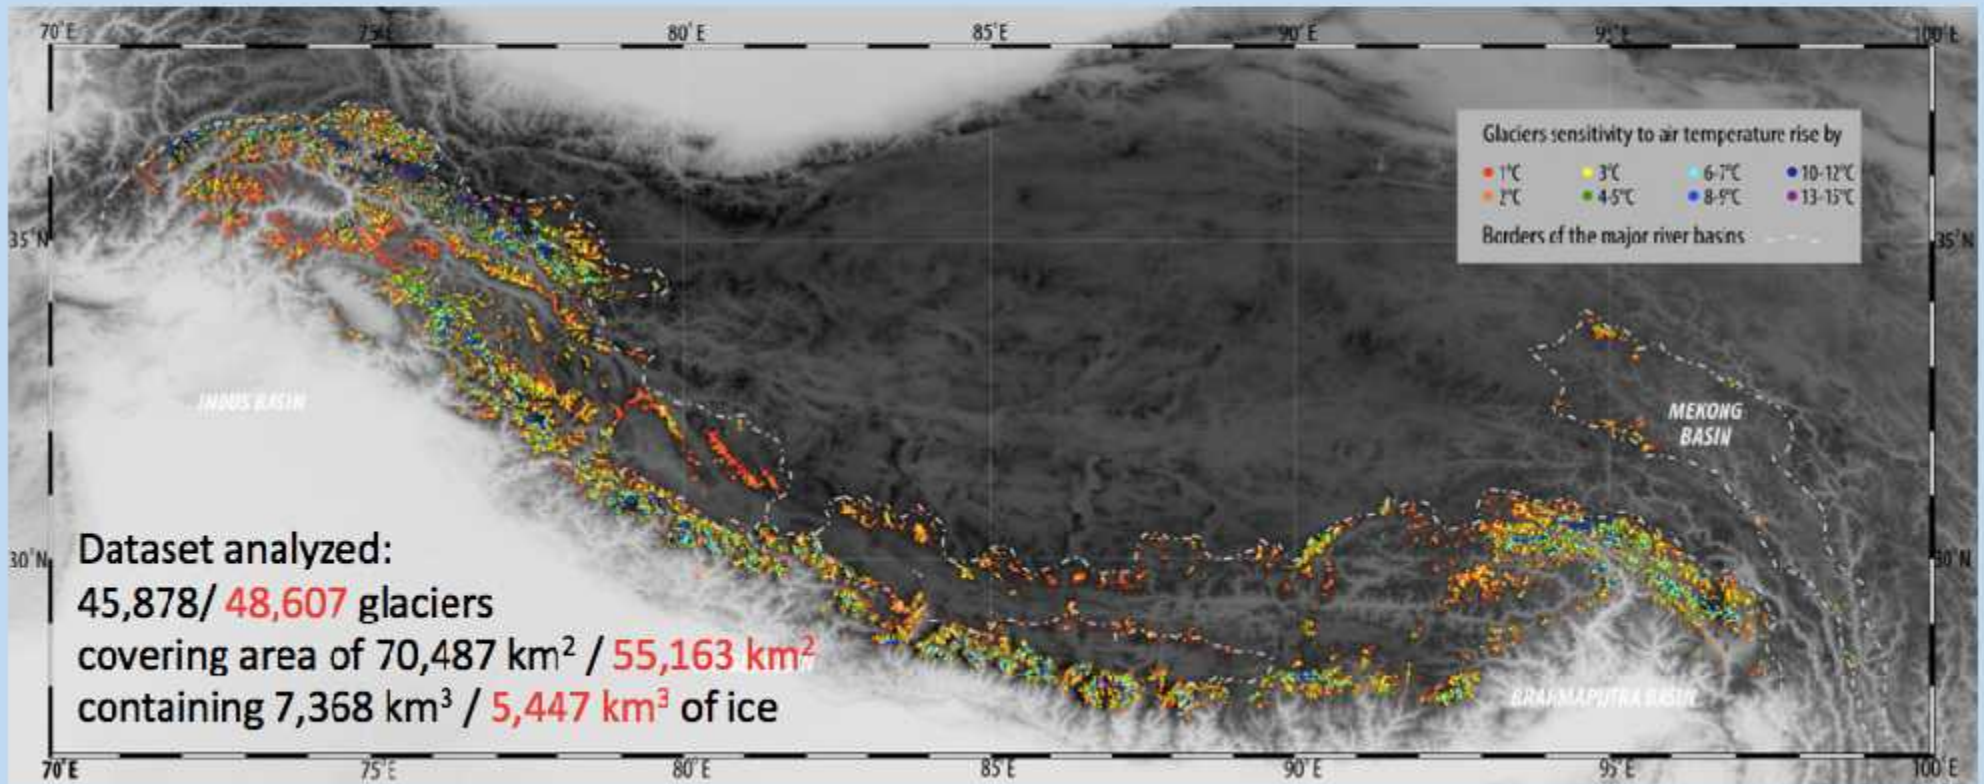 70°E 75°E 80°E 85°E 90°E 95°E 100°E
Glaciers sensitivity to air temperature rise by
1°C 3°C 6-7°C 10-12°C
2°C 4-5°C 8-9°C 13-15°C
Borders of the major river basins
35°N 35°N
INDUS BASIN
MEKONG
BASIN
30°N 30°N
Dataset analyzed:
45,878/ 48,607 glaciers
covering area of 70,487 km² / 55,163 km²
containing 7,368 km³ / 5,447 km³ of ice
BRAHMAPUTRA BASIN
70°E 75°E 80°E 85°E 90°E 95°E 100°E